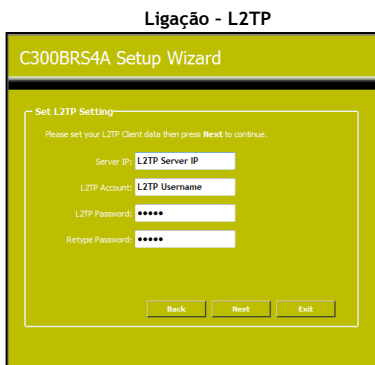 Ligação - L2TP
C300BRS4A Setup Wizard
Set L2TP Setting
Please set your L2TP Client data then press Next to continue.
Server IP: L2TP Server IP
L2TP Account: L2TP Username
L2TP Password: •••••
Retype Password: •••••
Back Next Exit